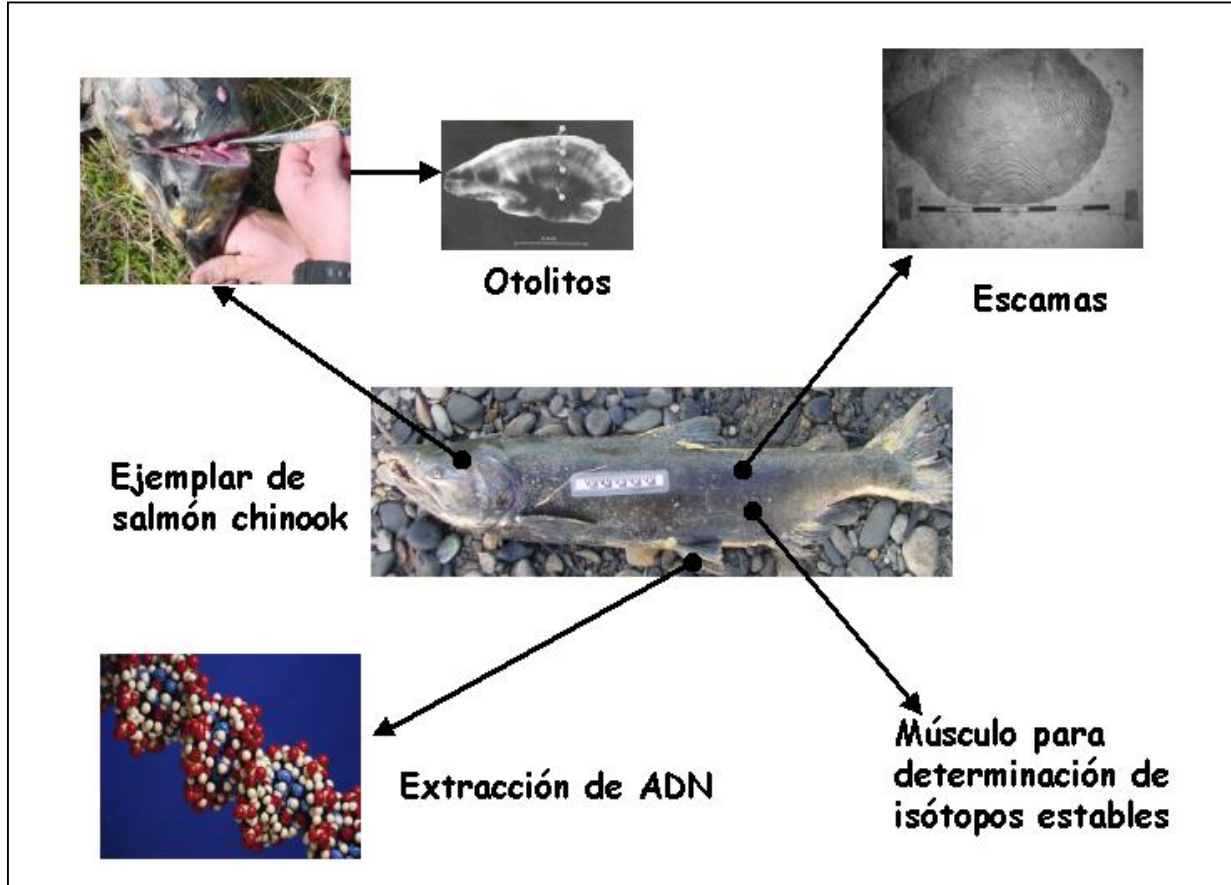 Otolitos
Escamas
Ejemplar de
salmón chinook
Extracción de ADN
Músculo para
determinación de
isótopos estables